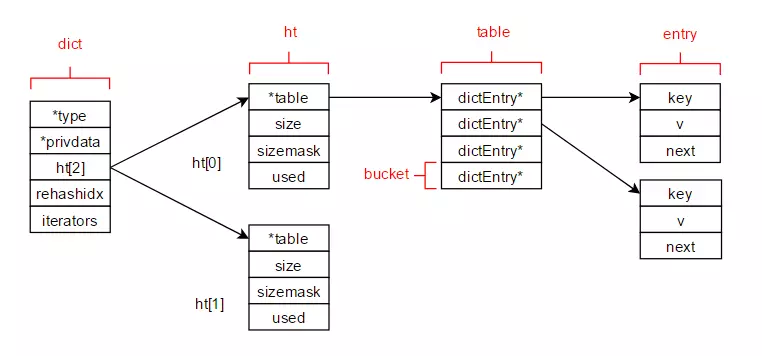 dict
*type
*privdata
ht[2]
rehashidx
iterators
ht
ht[0]
*table
size
sizemask
used
ht[1]
*table
size
sizemask
used
table
dictEntry*
dictEntry*
dictEntry*
dictEntry*
bucket
entry
key
v
next
key
v
next